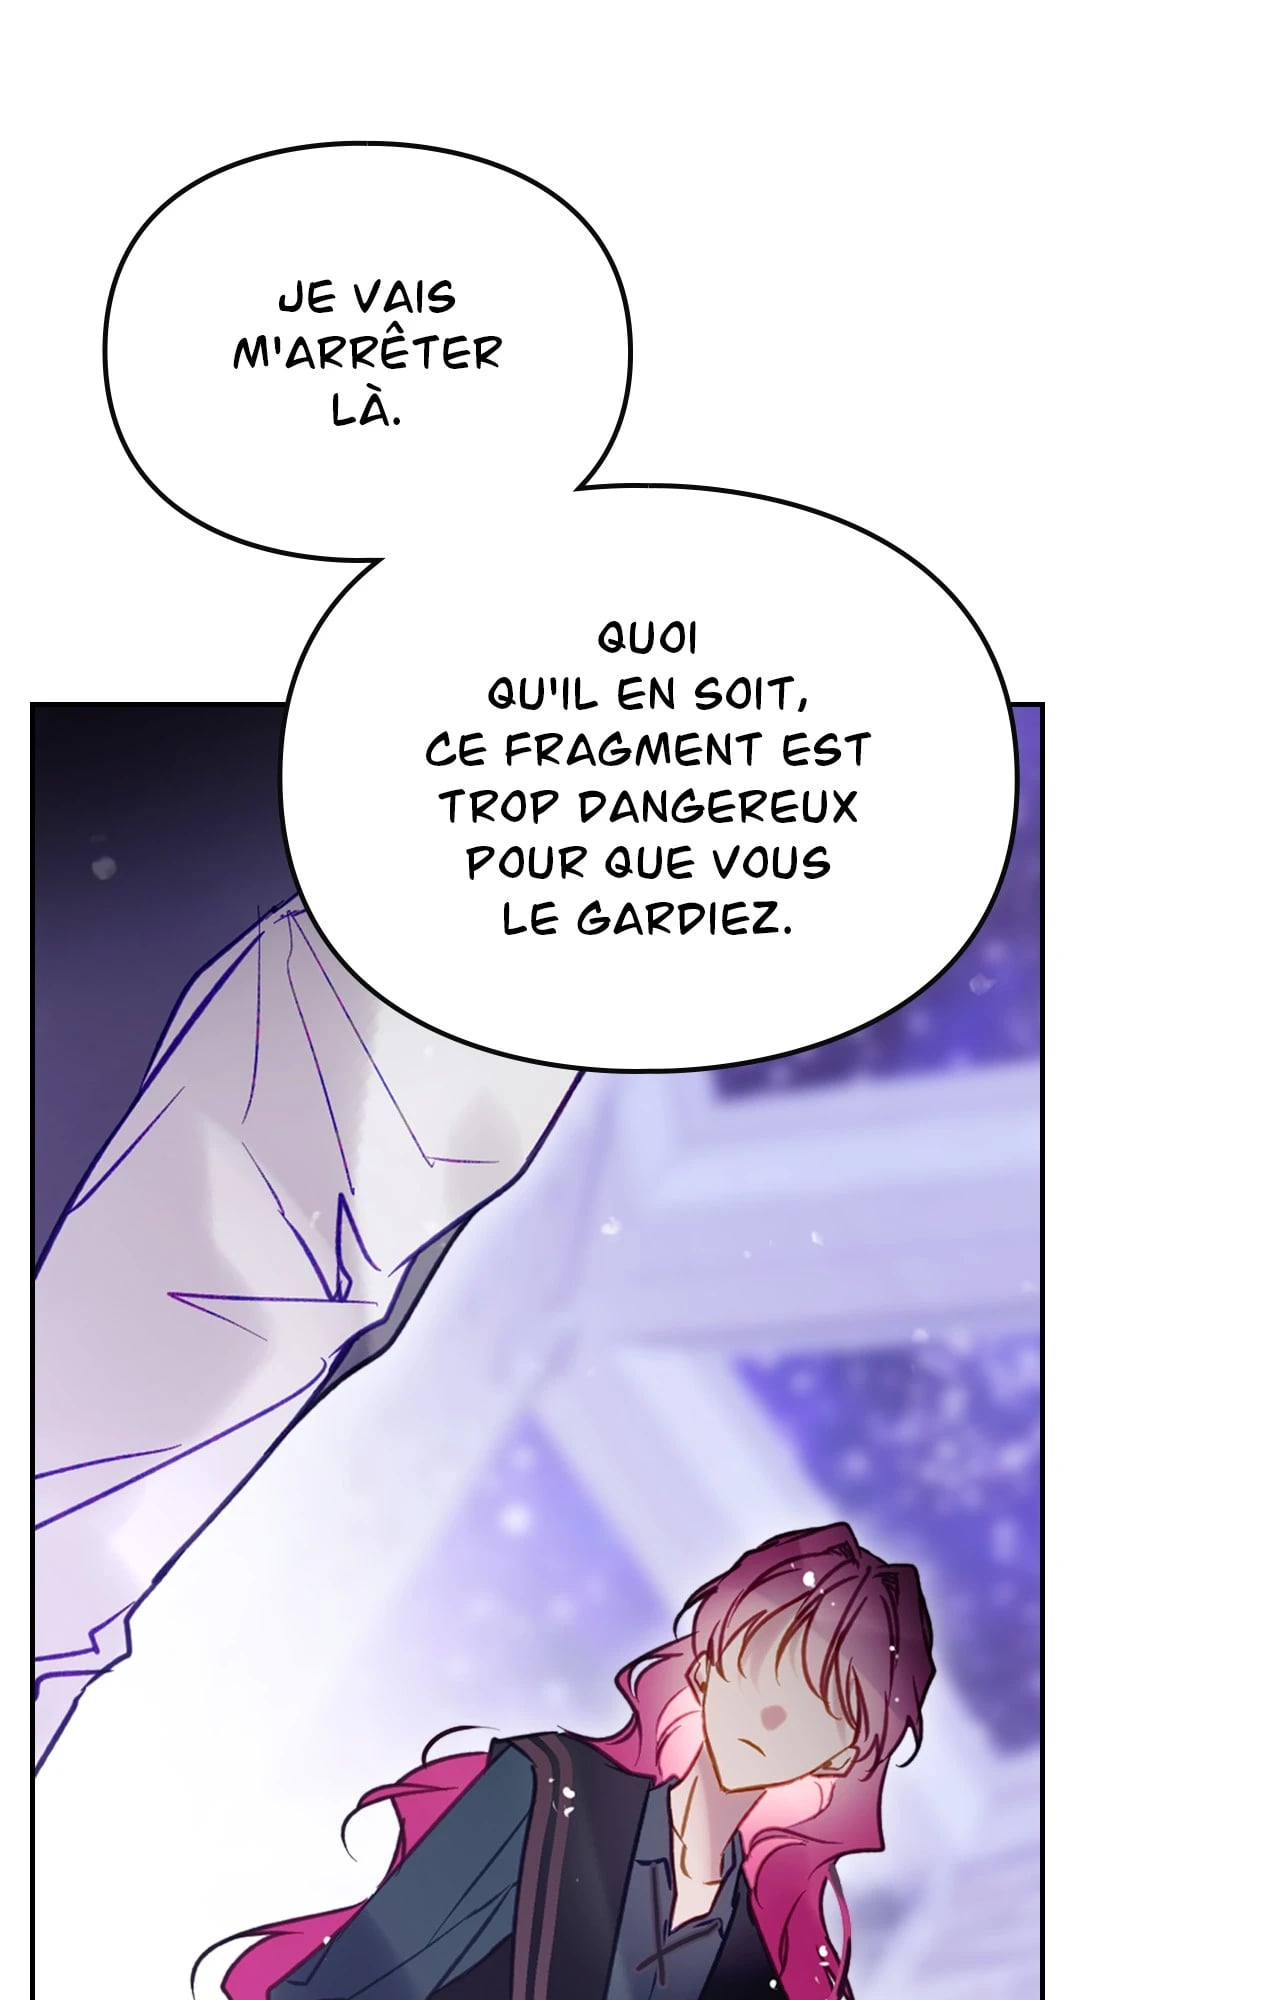 JE VAIS
M'ARRÊTER
LÀ.
QUOI
QU'IL EN SOIT,
CE FRAGMENT EST
TROP DANGEREUX
POUR QUE VOUS
LE GARDIEZ.